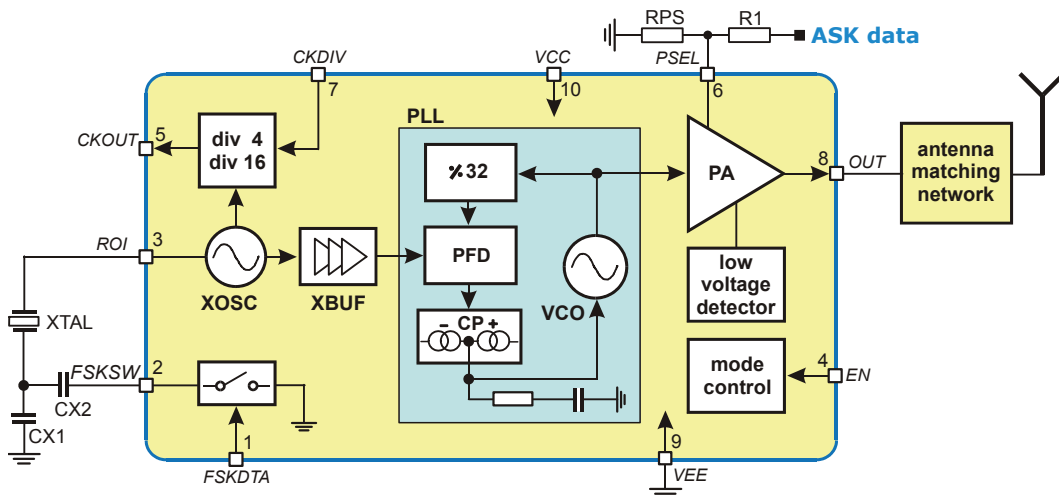 RPS
R1
ASK data
CKDIV
VCC
PSEL
7
10
6
PLL
CKOUT
5
div 4
div 16
%32
PA
8
OUT
antenna
matching
network
ROI
3
XOSC
XBUF
PFD
VCO
low
voltage
detector
XTAL
- CP +
FSKSW
2
CX2
CX1
mode
control
4
EN
1
FSKDTA
9
VEE